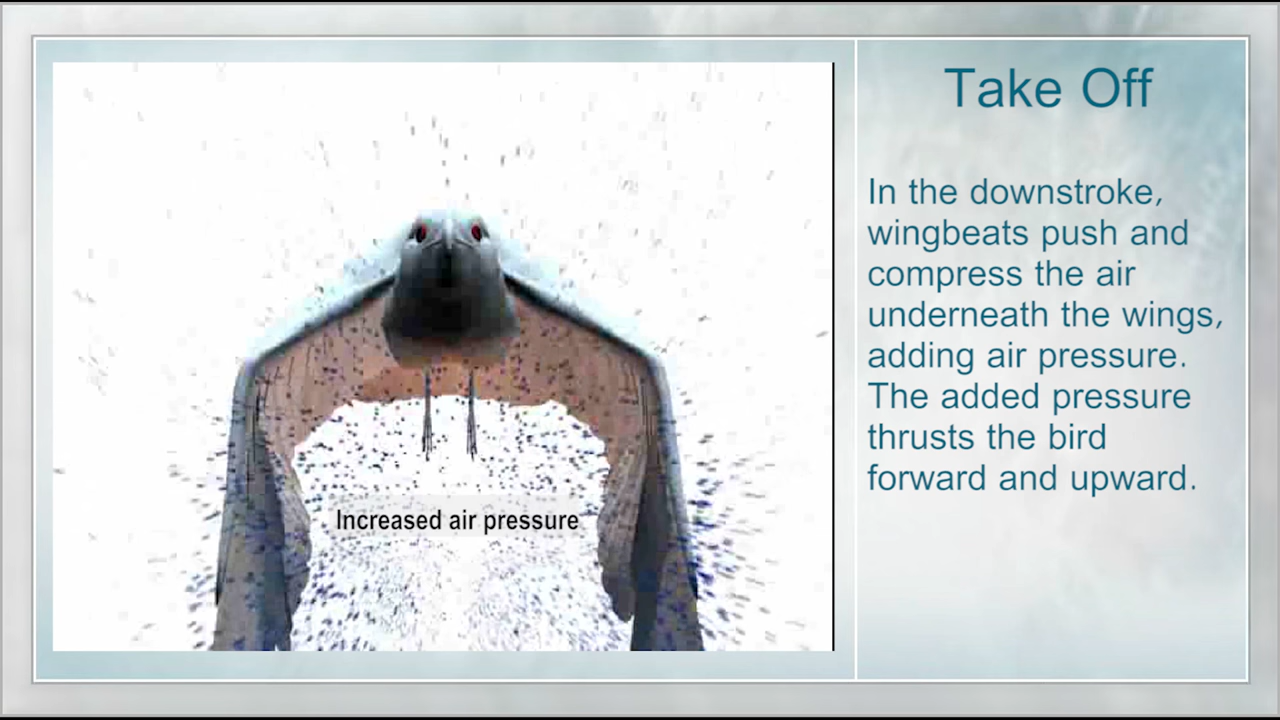 Take Off
In the downstroke,
wingbeats push and
compress the air
underneath the wings,
adding air pressure.
The added pressure
thrusts the bird
forward and upward.
Increased air pressure